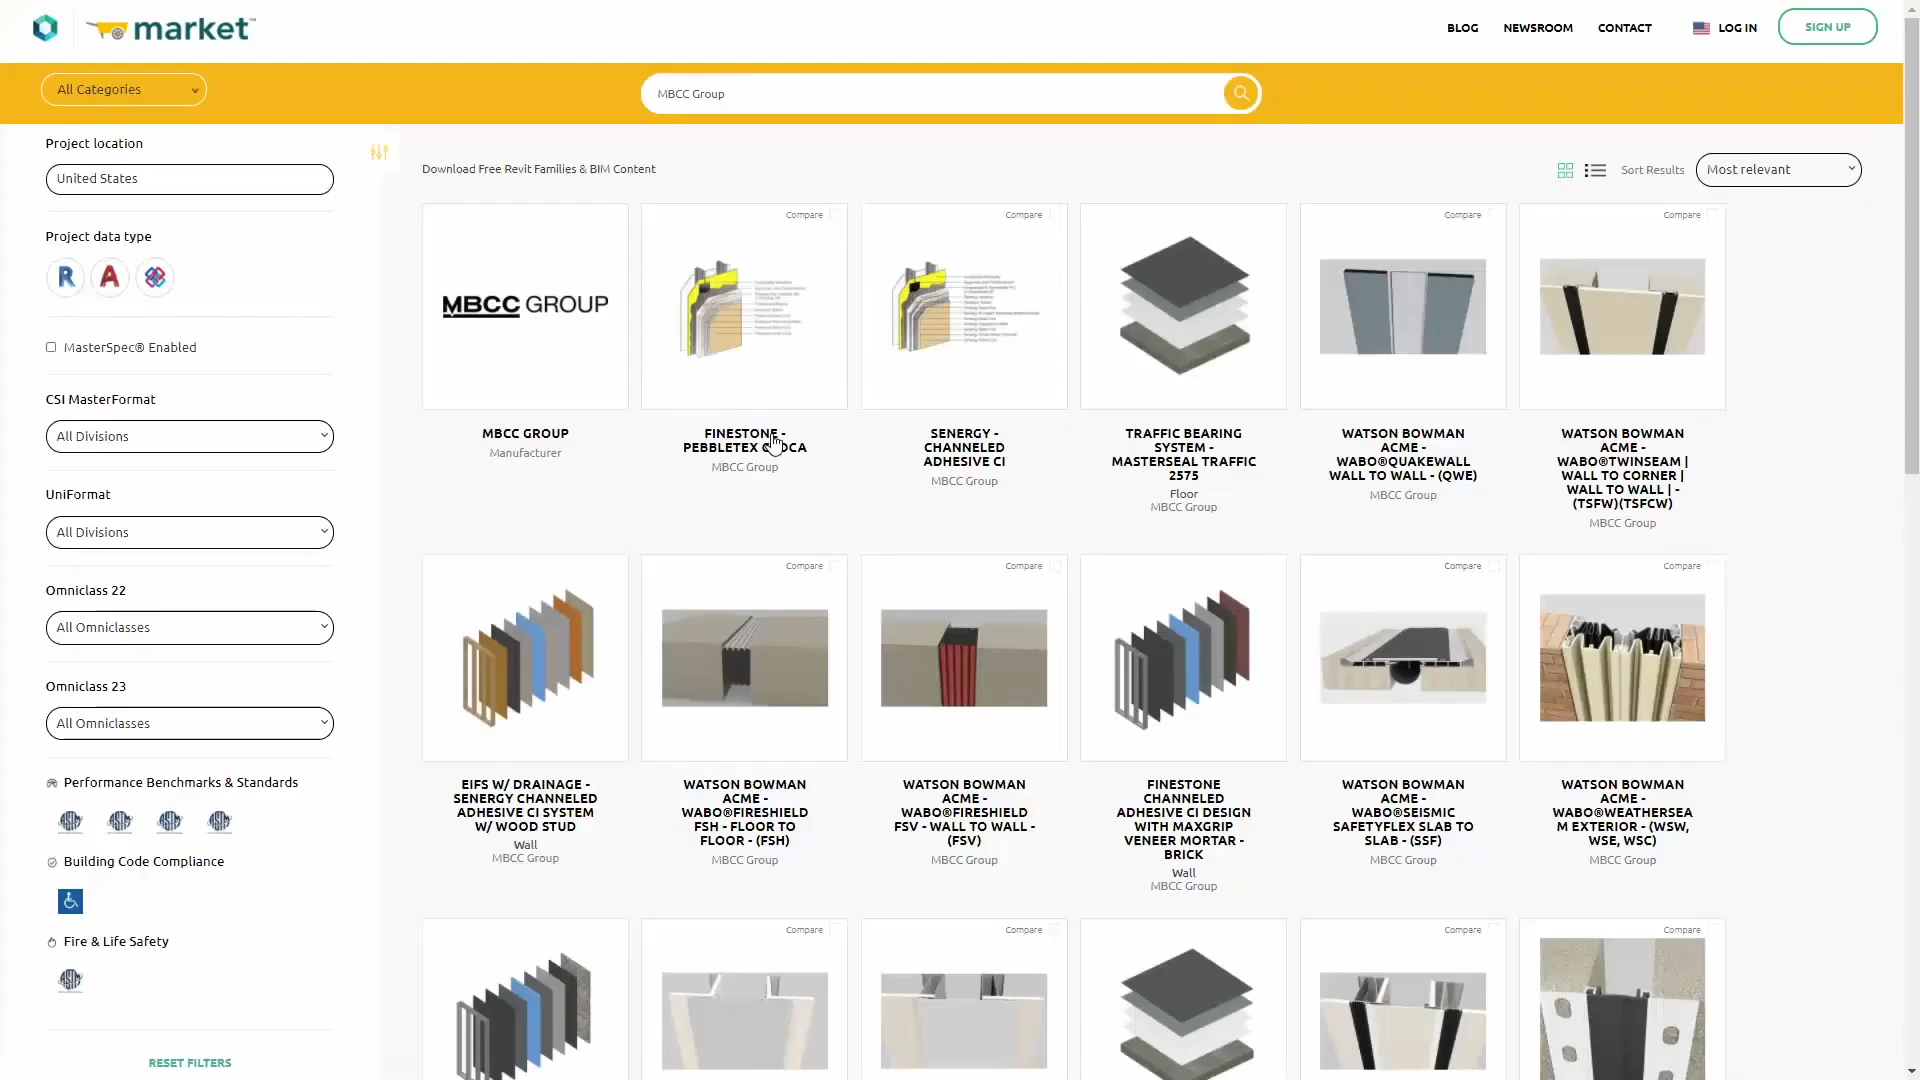 market™
BLOG
NEWSROOM
CONTACT
LOG IN
SIGN UP
All Categories
MBCC Group
Project location
United States
Project data type
R
A
MasterSpec® Enabled
CSI MasterFormat
All Divisions
UniFormat
All Divisions
Omniclass 22
All Omniclasses
Omniclass 23
All Omniclasses
Performance Benchmarks & Standards
Building Code Compliance
Fire & Life Safety
RESET FILTERS
Download Free Revit Families & BIM Content
Sort Results
Most relevant
MBCC GROUP
MBCC GROUP
Manufacturer
Compare
FINESTONE -
PEBBLETEX
MBCC Group
Compare
SENERGY -
CHANNELED
ADHESIVE CI
MBCC Group
TRAFFIC BEARING
SYSTEM -
MASTERSEAL TRAFFIC
2575
Floor
MBCC Group
Compare
WATSON BOWMAN
ACME -
WABO®QUAKEWALL
WALL TO WALL - (QWE)
MBCC Group
Compare
WATSON BOWMAN
ACME -
WABO®TWINSEAM |
WALL TO CORNER |
WALL TO WALL | -
(TSFW)(TSFCW)
MBCC Group
EIFS W/ DRAINAGE -
SENERGY CHANNELED
ADHESIVE CI SYSTEM
W/ WOOD STUD
Wall
MBCC Group
Compare
WATSON BOWMAN
ACME -
WABO®FIRESHIELD
FSH - FLOOR TO
FLOOR - (FSH)
MBCC Group
Compare
WATSON BOWMAN
ACME -
WABO®FIRESHIELD
FSV - WALL TO WALL -
(FSV)
MBCC Group
FINESTONE
CHANNELED
ADHESIVE CI DESIGN
WITH MAXGRIP
VENEER MORTAR -
BRICK
Wall
MBCC Group
Compare
WATSON BOWMAN
ACME -
WABO®SEISMIC
SAFETYFLEX SLAB TO
SLAB - (SSF)
MBCC Group
Compare
WATSON BOWMAN
ACME -
WABO®WEATHERSEA
M EXTERIOR - (WSW,
WSE, WSC)
MBCC Group
Compare
Compare
Compare
Compare